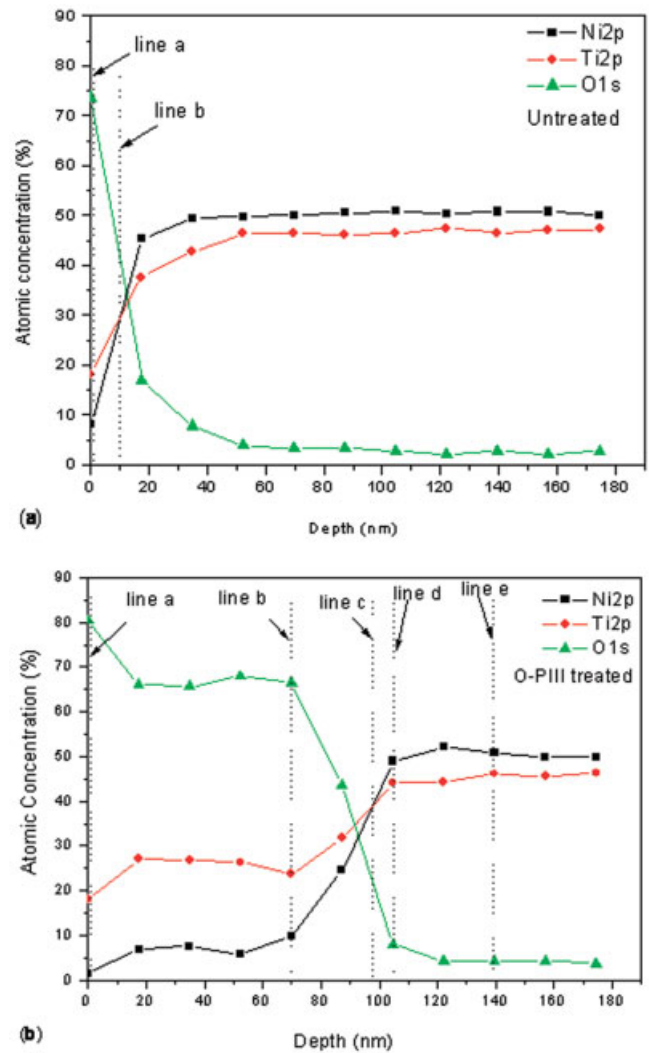 90
80
70
60
50
40
30
20
10
0
Atomic concentration (%)
line a
line b
Ni2p
Ti2p
O1s
Untreated
0 20 40 60 80 100 120 140 160 180
(a)
Depth (nm)
90
80
70
60
50
40
30
20
10
0
Atomic Concentration (%)
line a
line b
line c
line d
line e
Ni2p
Ti2p
O1s
O-PIII treated
0 20 40 60 80 100 120 140 160 180
(b)
Depth (nm)